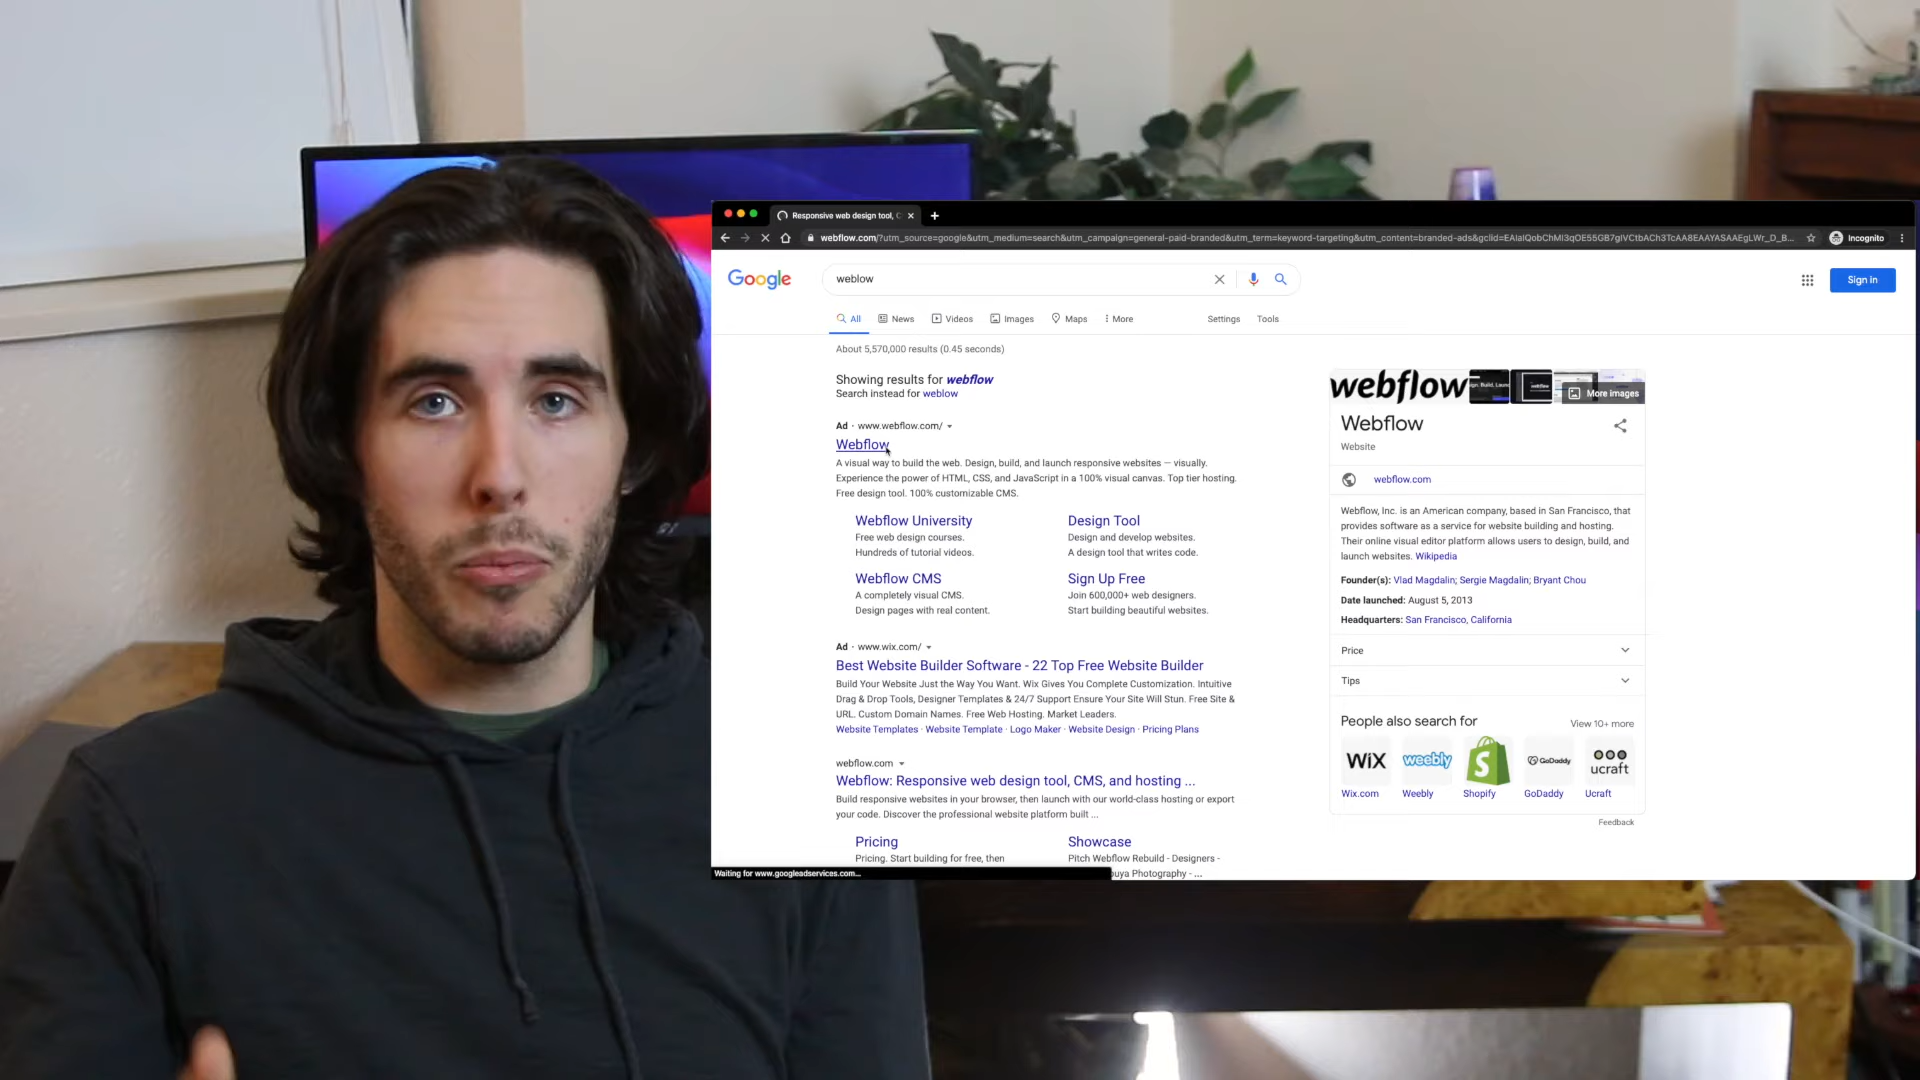 Responsive web design tool, C
webflow.com/?utm_source=google&utm_medium=search&utm_campaign=general-paid-branded&utm_term=keyword-targeting&utm_content=branded-ads&gclid=
Incognito
Google
weblow
Sign in
All
News
Videos
Images
Maps
More
Settings
Tools
About 5,570,000 results (0.45 seconds)
Showing results for webflow
Search instead for weblow
Ad · www.webflow.com/
Webflow
A visual way to build the web. Design, build, and launch responsive websites — visually.
Experience the power of HTML, CSS, and JavaScript in a 100% visual canvas. Top tier hosting.
Free design tool. 100% customizable CMS.
Webflow University
Free web design courses.
Hundreds of tutorial videos.
Design Tool
Design and develop websites.
A design tool that writes code.
Webflow CMS
A completely visual CMS.
Design pages with real content.
Sign Up Free
Join 600,000+ web designers.
Start building beautiful websites.
Ad · www.wix.com/
Best Website Builder Software - 22 Top Free Website Builder
Build Your Website Just the Way You Want. Wix Gives You Complete Customization. Intuitive
Drag & Drop Tools, Designer Templates & 24/7 Support Ensure Your Site Will Stun. Free Site &
URL. Custom Domain Names. Free Web Hosting. Market Leaders.
Website Templates · Website Template · Logo Maker · Website Design · Pricing Plans
webflow.com
Webflow: Responsive web design tool, CMS, and hosting ...
Build responsive websites in your browser, then launch with our world-class hosting or export
your code. Discover the professional website platform built ...
Pricing
Pricing. Start building for free, then
Showcase
Pitch Webflow Rebuild - Designers -
Photography - ...
Waiting for www.googleadservices.com...
webflow
More images
Webflow
Website
webflow.com
Webflow, Inc. is an American company, based in San Francisco, that
provides software as a service for website building and hosting.
Their online visual editor platform allows users to design, build, and
launch websites. Wikipedia
Founder(s): Vlad Magdalin; Sergie Magdalin; Bryant Chou
Date launched: August 5, 2013
Headquarters: San Francisco, California
Price
Tips
People also search for
View 10+ more
WiX
weebly
GoDaddy
ucraft
Wix.com
Weebly
Shopify
GoDaddy
Ucraft
Feedback